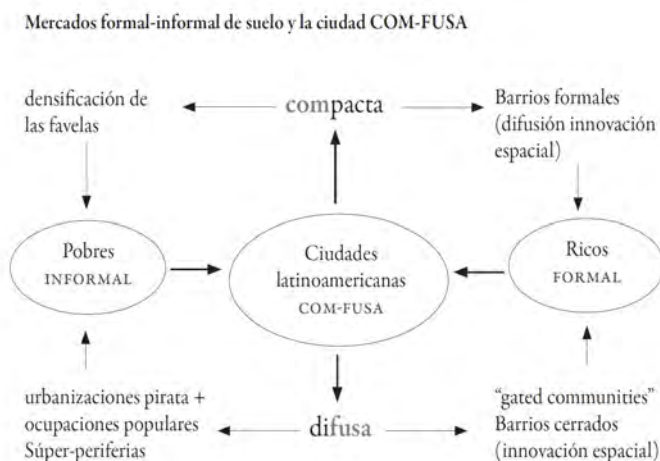 Mercados formal-informal de suelo y la ciudad COM-FUSA
densificación de
las favelas
compacta
Barrios formales
(difusión innovación
espacial)
Pobres
INFORMAL
Ciudades
latinoamericanas
COM-FUSA
Ricos
FORMAL
urbanizaciones pirata +
ocupaciones populares
Súper-periferias
difusa
"gated communities"
Barrios cerrados
(innovación espacial)